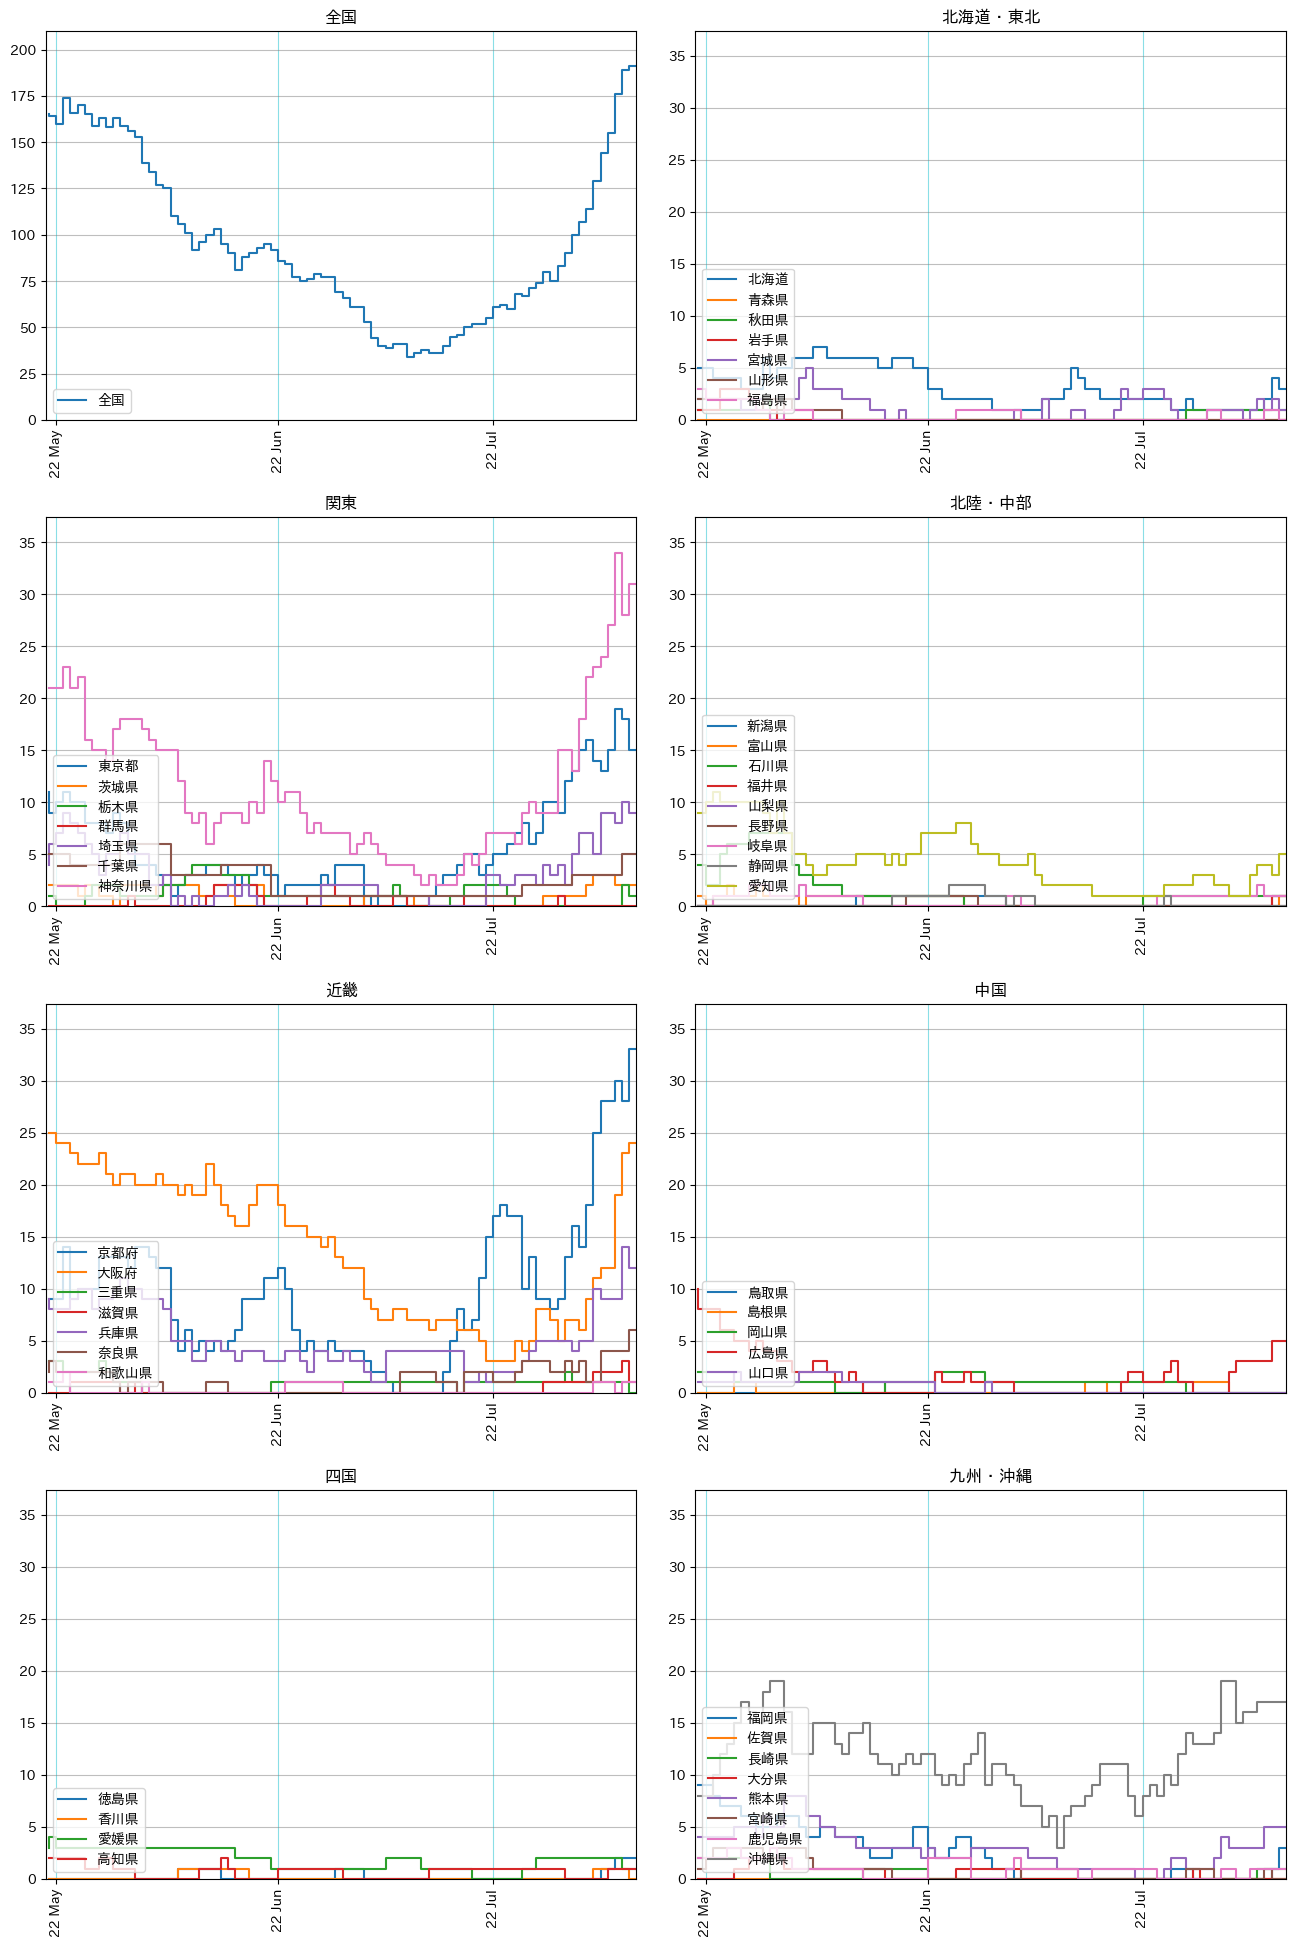 全国
200
175
150
125
100
75
50
25
0
全国
22 May
22 Jun
22 Jul
北海道・東北
35
30
25
20
15
10
5
0
北海道
青森県
秋田県
岩手県
宮城県
山形県
福島県
22 May
22 Jun
22 Jul
関東
35
30
25
20
15
10
5
0
東京都
茨城県
栃木県
群馬県
埼玉県
千葉県
神奈川県
22 May
22 Jun
22 Jul
北陸・中部
35
30
25
20
15
10
5
0
新潟県
富山県
石川県
福井県
山梨県
長野県
岐阜県
静岡県
愛知県
22 May
22 Jun
22 Jul
近畿
35
30
25
20
15
10
5
0
京都府
大阪府
三重県
滋賀県
兵庫県
奈良県
和歌山県
22 May
22 Jun
22 Jul
中国
35
30
25
20
15
10
5
0
鳥取県
島根県
岡山県
広島県
山口県
22 May
22 Jun
22 Jul
四国
35
30
25
20
15
10
5
0
徳島県
香川県
愛媛県
高知県
22 May
22 Jun
22 Jul
九州・沖縄
35
30
25
20
15
10
5
0
福岡県
佐賀県
長崎県
大分県
熊本県
宮崎県
鹿児島県
沖縄県
22 May
22 Jun
22 Jul